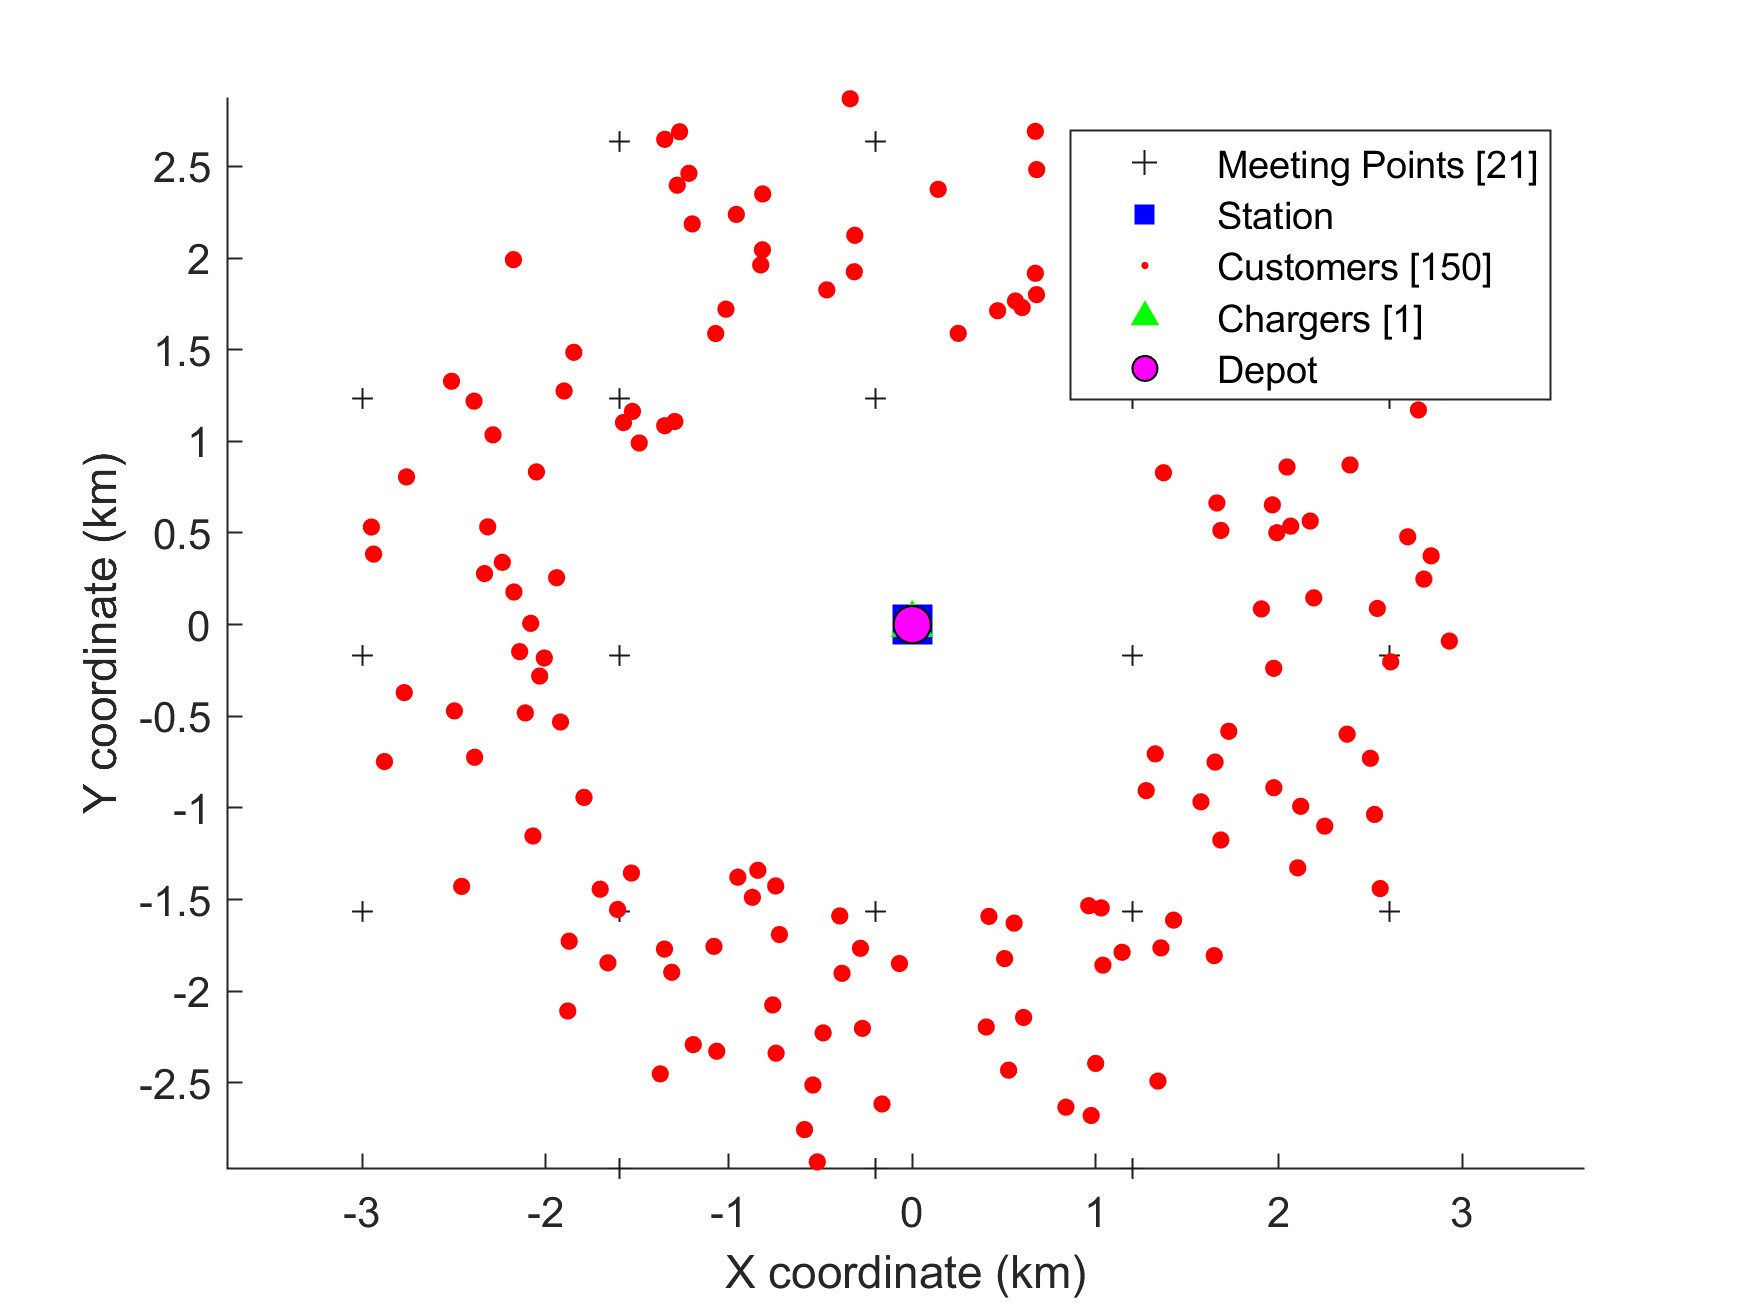 2.5
2
1.5
1
0.5
0
-0.5
-1
-1.5
-2
-2.5
Y coordinate (km)
Meeting Points [21]
Station
Customers [150]
Chargers [1]
Depot
-3 -2 -1 0 1 2 3
X coordinate (km)